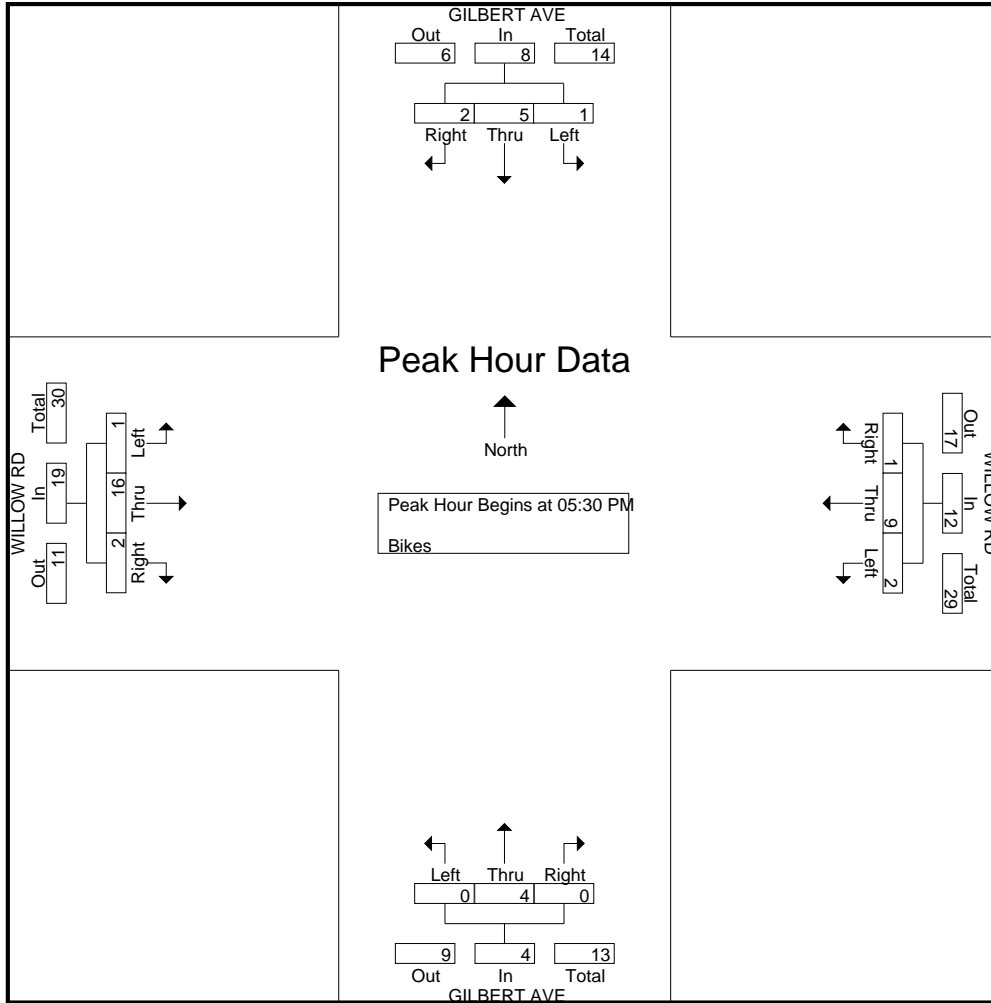 GILBERT AVE
Out In Total
6 8 14
2 5 1
Right Thru Left
Peak Hour Data
North
Peak Hour Begins at 05:30 PM
Bikes
WILLOW RD
Total In Out
30 19 11
1 16 2
Left Thru Right
WILLOW RD
Out In Total
17 12 29
1 9 2
Right Thru Left
Left Thru Right
0 4 0
9 4 13
Out In Total
GILBERT AVE